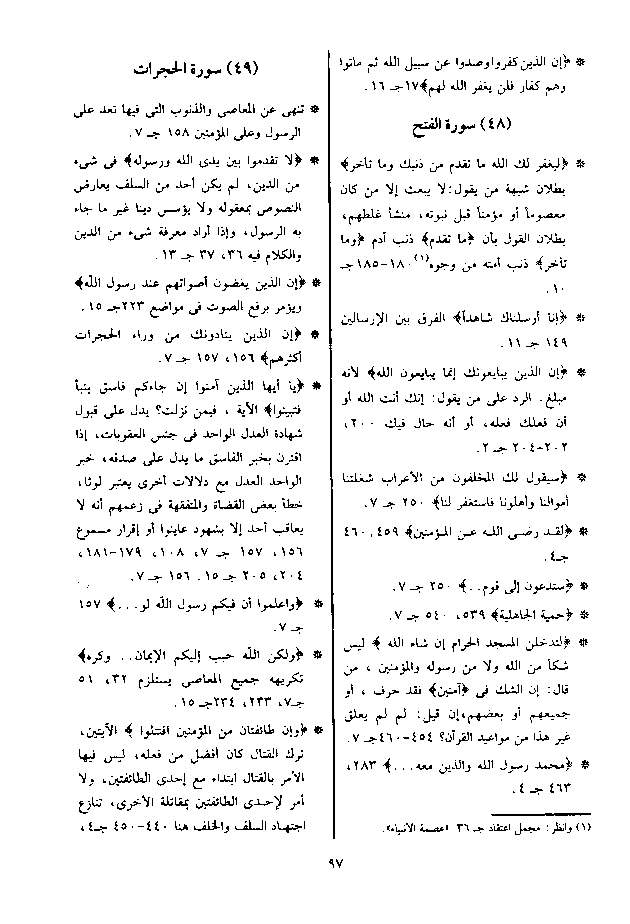 * ﴿إن الذين كفروا وصدوا عن سبيل الله ثم ماتوا
وهم كفار فلن يغفر الله لهم﴾ ١٧ جـ ١٦.
(٤٨) سورة الفتح
* ﴿ليغفر لك الله ما تقدم من ذنبك وما تأخر﴾
بطلان شبهة من يقول: لا يبعث إلا من كان
معصوماً أو مؤمناً قبل نبوته، منشأ غلطهم،
بطلان القول بأن ﴿ما تقدم﴾ ذنب آدم ﴿وما
تأخر﴾ ذنب أمته من وجوه(١) ١٨٠-١٨٥ جـ
١٠.
* ﴿إنا أرسلناك شاهداً﴾ الفرق بين الإرسالين
١٤٩ جـ ١١.
* ﴿إن الذين يبايعونك إنما يبايعون الله﴾ لأنه
مبلغ. الرد على من يقول: إنك أنت الله أو
أن فعلك فعله، أو أنه حال فيك ٢٠٠،
٢٠٢-٢٠٤ جـ ٢.
* ﴿سيقول لك المخلفون من الأعراب شغلتنا
أموالنا وأهلونا فاستغفر لنا﴾ ٢٥٠ جـ ٧.
* ﴿لقد رضى الله عن المؤمنين﴾ ٤٥٩، ٤٦٠
جـ ٤.
* ﴿ستدعون إلى قوم..﴾ ٢٥٠ جـ ٧.
* ﴿حمية الجاهلية﴾ ٥٣٩، ٥٤٠ جـ ٧.
* ﴿لتدخلن المسجد الحرام إن شاء الله﴾ ليس
شكا من الله ولا من رسوله والمؤمنين، من
قال: إن الشك فى ﴿آمنين﴾ فقد حرف، أو
جميعهم أو بعضهم، إن قيل: لم لم يعلق
غير هذا من مواعيد القرآن؟ ٤٥٤-٤٦٠ جـ ٧.
* ﴿محمد رسول الله والذين معه...﴾ ٢٨٣،
٤٦٣ جـ ٤.
(١) وانظر: مجمل اعتقاد جـ ٣٦ «عصمة الأنبياء».
(٤٩) سورة الحجرات
* تنهى عن المعاصي والذنوب التى فيها تعد على
الرسول وعلى المؤمنين ١٥٨ جـ ٧.
* ﴿لا تقدموا بين يدى الله ورسوله﴾ فى شىء
من الدين، لم يكن أحد من السلف يعارض
النصوص بمعقوله ولا يؤسس دينا غير ما جاء
به الرسول، وإذا أراد معرفة شىء من الدين
والكلام فيه ٣٦، ٣٧ جـ ١٣.
* ﴿إن الذين يغضون أصواتهم عند رسول الله﴾
ويؤمر برفع الصوت فى مواضع ٢٢٣ جـ ١٥.
* ﴿إن الذين ينادونك من وراء الحجرات
أكثرهم﴾ ١٥٦، ١٥٧ جـ ٧.
* ﴿يا أيها الذين آمنوا إن جاءكم فاسق بنبأ
فتبينوا﴾ الآية، فيمن نزلت؟ يدل على قبول
شهادة العدل الواحد فى جنس العقوبات، إذا
اقترن بخبر الفاسق ما يدل على صدقه، خبر
الواحد العدل مع دلالات أخرى يعتبر لوثا،
خطأ بعض القضاة والمتفقهة فى زعمهم أنه لا
يعاقب أحد إلا بشهود عاينوا أو إقرار مسموع
١٥٦، ١٥٧ جـ ٧، ١٠٨، ١٧٩-١٨١،
٢٠٤، ٢٠٥ جـ ١٥. ١٥٦ جـ ٧.
* ﴿واعلموا أن فيكم رسول الله لو...﴾ ١٥٧
جـ ٧.
* ﴿ولكن الله حبب إليكم الإيمان.. وكره﴾
تكريهه جميع المعاصي يستلزم ٣٢، ٥١
جـ ٧، ٢٣٣، ٢٣٤ جـ ١٥.
* ﴿وإن طائفتان من المؤمنين اقتتلوا﴾ الآيتين،
ترك القتال كان أفضل من فعله، ليس فيها
الأمر بالقتال ابتداء مع إحدى الطائفتين، ولا
أمر لإحدى الطائفتين بمقاتلة الأخرى، تنازع
اجتهاد السلف والخلف هنا ٤٤٠-٤٥٠ جـ ٤،
٩٧